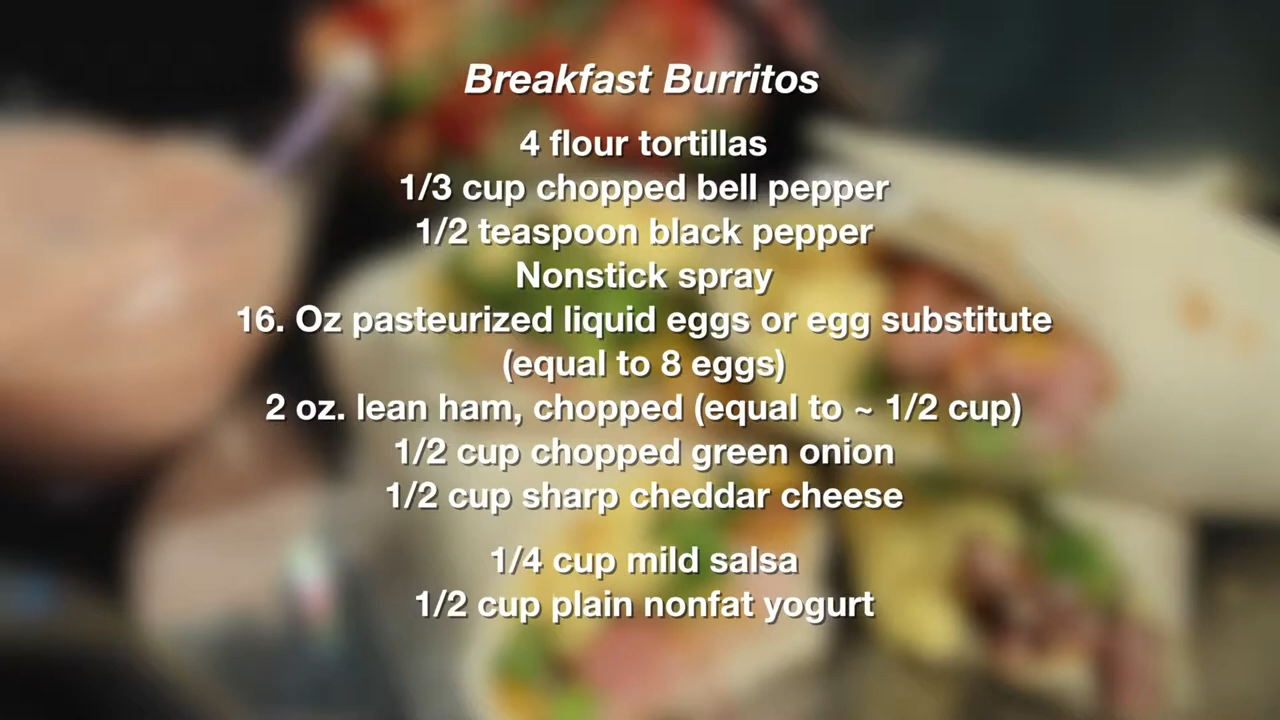 Breakfast Burritos
4 flour tortillas
1/3 cup chopped bell pepper
1/2 teaspoon black pepper
Nonstick spray
16. Oz pasteurized liquid eggs or egg substitute
(equal to 8 eggs)
2 oz. lean ham, chopped (equal to ~ 1/2 cup)
1/2 cup chopped green onion
1/2 cup sharp cheddar cheese
1/4 cup mild salsa
1/2 cup plain nonfat yogurt